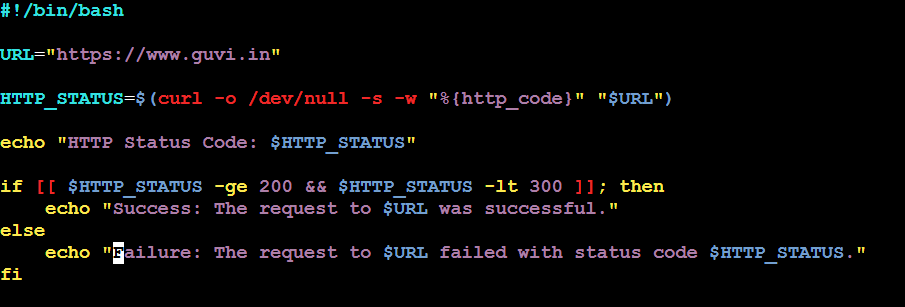 #!/bin/bash
URL="https://www.guvi.in"
HTTP_STATUS=$(curl -o /dev/null -s -w "%{http_code}" "$URL")
echo "HTTP Status Code: $HTTP_STATUS"
if [[ $HTTP_STATUS -ge 200 && $HTTP_STATUS -lt 300 ]]; then
    echo "Success: The request to $URL was successful."
else
    echo "Failure: The request to $URL failed with status code $HTTP_STATUS."
fi